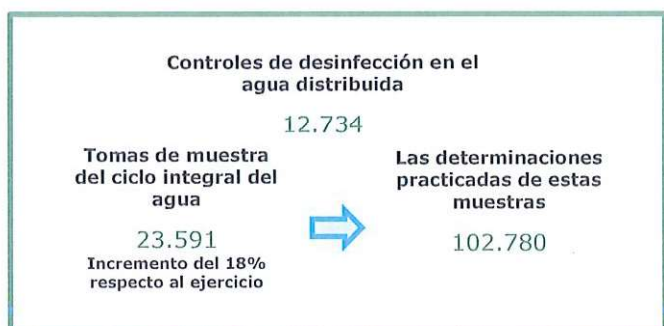 Controles de desinfección en el
agua distribuida
12.734
Tomas de muestra
del ciclo integral del
agua
23.591
Incremento del 18%
respecto al ejercicio
Las determinaciones
practicadas de estas
muestras
102.780